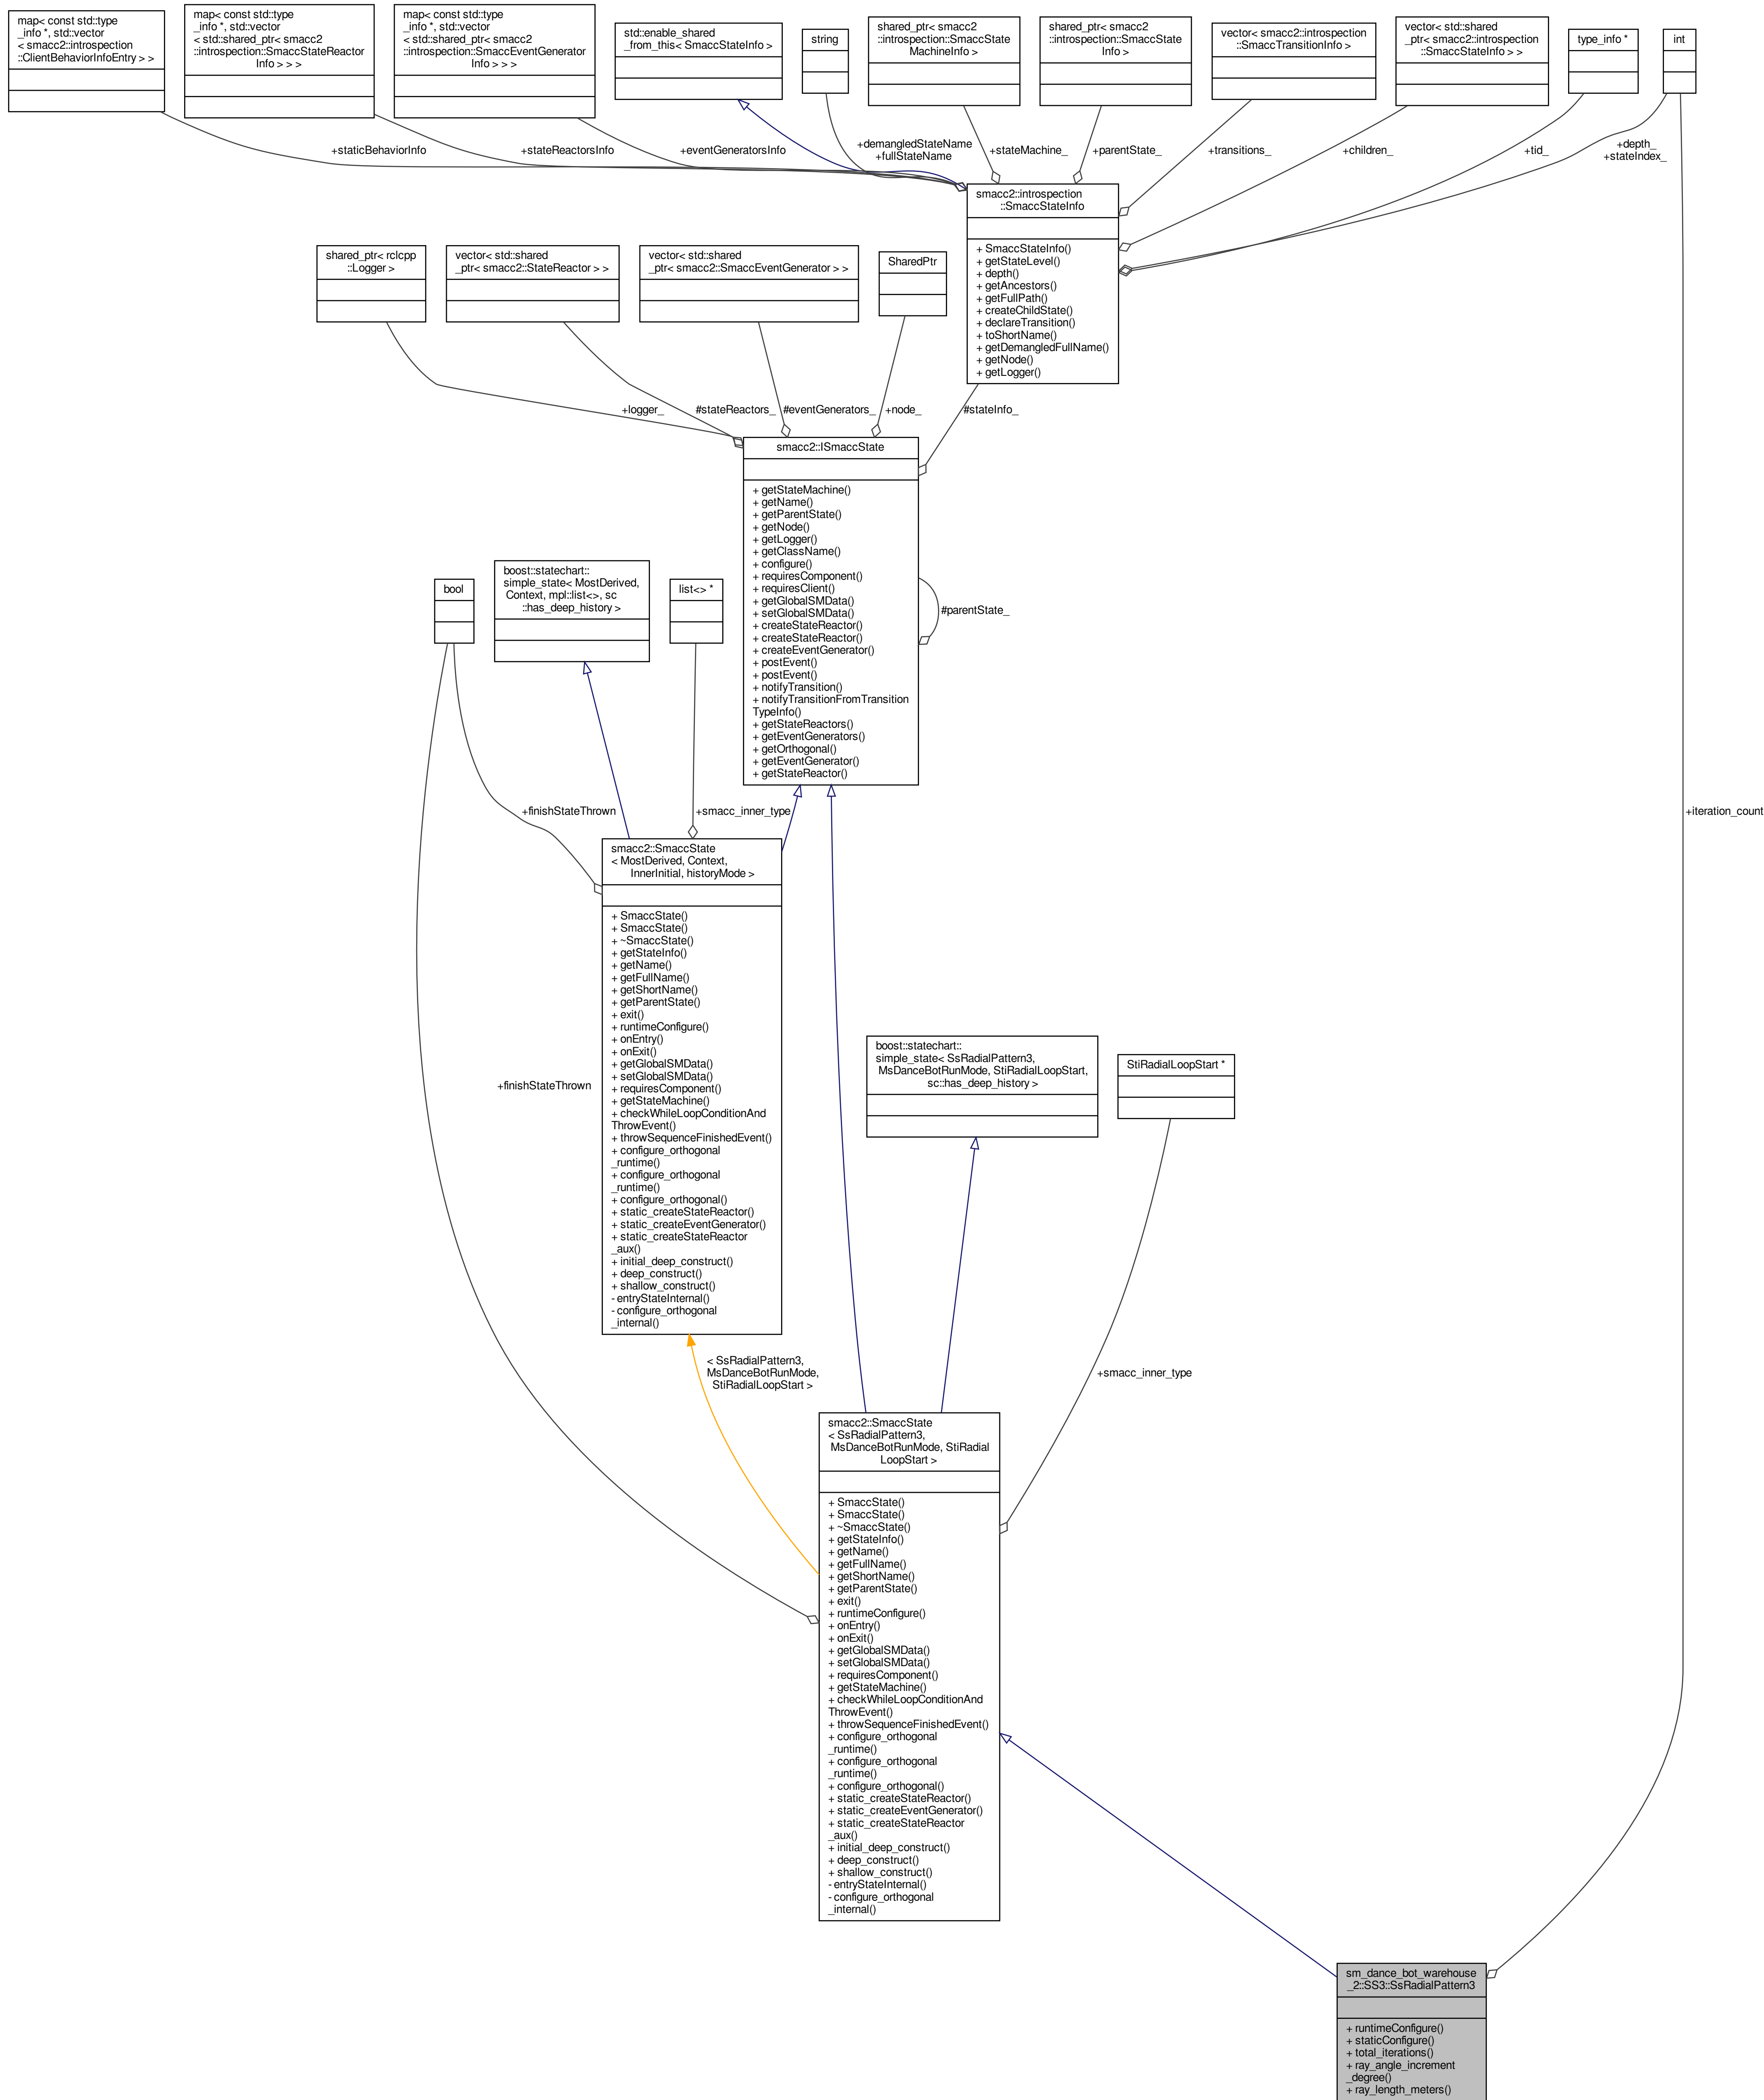 map< const std::type
_info *, std::vector
< smacc2::introspection
::ClientBehaviorInfoEntry > >
map< const std::type
_info *, std::vector
< std::shared_ptr< smacc2
::introspection::SmaccStateReactor
Info > > >
map< const std::type
_info *, std::vector
< std::shared_ptr< smacc2
::introspection::SmaccEventGenerator
Info > > >
std::enable_shared
_from_this< SmaccStateInfo >
string
shared_ptr< smacc2
::introspection::SmaccState
MachineInfo >
shared_ptr< smacc2
::introspection::SmaccState
Info >
vector< smacc2::introspection
::SmaccTransitionInfo >
vector< std::shared
_ptr< smacc2::introspection
::SmaccStateInfo > >
type_info *
int
+staticBehaviorInfo
+stateReactorsInfo
+eventGeneratorsInfo
+demangledStateName
+fullStateName
+stateMachine_
+parentState_
+transitions_
+children_
+tid_
+depth_
+stateIndex_
smacc2::introspection
::SmaccStateInfo
+ SmaccStateInfo()
+ getStateLevel()
+ depth()
+ getAncestors()
+ getFullPath()
+ createChildState()
+ declareTransition()
+ toShortName()
+ getDemangledFullName()
+ getNode()
+ getLogger()
shared_ptr< rclcpp
::Logger >
vector< std::shared
_ptr< smacc2::StateReactor > >
vector< std::shared
_ptr< smacc2::SmaccEventGenerator > >
SharedPtr
+logger_
#stateReactors_
#eventGenerators_
+node_
#stateInfo_
smacc2::ISmaccState
+ getStateMachine()
+ getName()
+ getParentState()
+ getNode()
+ getLogger()
+ getClassName()
+ configure()
+ requiresComponent()
+ requiresClient()
+ getGlobalSMData()
+ setGlobalSMData()
+ createStateReactor()
+ createStateReactor()
+ createEventGenerator()
+ postEvent()
+ postEvent()
+ notifyTransition()
+ notifyTransitionFromTransition
TypeInfo()
+ getStateReactors()
+ getEventGenerators()
+ getOrthogonal()
+ getEventGenerator()
+ getStateReactor()
#parentState_
bool
boost::statechart::
simple_state< MostDerived,
Context, mpl::list<>, sc
::has_deep_history >
list<> *
+finishStateThrown
+smacc_inner_type
+iteration_count
smacc2::SmaccState
< MostDerived, Context,
InnerInitial, historyMode >
+ SmaccState()
+ SmaccState()
+ ~SmaccState()
+ getStateInfo()
+ getName()
+ getFullName()
+ getShortName()
+ getParentState()
+ exit()
+ runtimeConfigure()
+ onEntry()
+ onExit()
+ getGlobalSMData()
+ setGlobalSMData()
+ requiresComponent()
+ getStateMachine()
+ checkWhileLoopConditionAnd
ThrowEvent()
+ throwSequenceFinishedEvent()
+ configure_orthogonal
_runtime()
+ configure_orthogonal
_runtime()
+ configure_orthogonal()
+ static_createStateReactor()
+ static_createEventGenerator()
+ static_createStateReactor
_aux()
+ initial_deep_construct()
+ deep_construct()
+ shallow_construct()
- entryStateInternal()
- configure_orthogonal
_internal()
+finishStateThrown
boost::statechart::
simple_state< SsRadialPattern3,
MsDanceBotRunMode, StiRadialLoopStart,
sc::has_deep_history >
StiRadialLoopStart *
< SsRadialPattern3,
MsDanceBotRunMode,
StiRadialLoopStart >
+smacc_inner_type
smacc2::SmaccState
< SsRadialPattern3,
MsDanceBotRunMode, StiRadial
LoopStart >
+ SmaccState()
+ SmaccState()
+ ~SmaccState()
+ getStateInfo()
+ getName()
+ getFullName()
+ getShortName()
+ getParentState()
+ exit()
+ runtimeConfigure()
+ onEntry()
+ onExit()
+ getGlobalSMData()
+ setGlobalSMData()
+ requiresComponent()
+ getStateMachine()
+ checkWhileLoopConditionAnd
ThrowEvent()
+ throwSequenceFinishedEvent()
+ configure_orthogonal
_runtime()
+ configure_orthogonal
_runtime()
+ configure_orthogonal()
+ static_createStateReactor()
+ static_createEventGenerator()
+ static_createStateReactor
_aux()
+ initial_deep_construct()
+ deep_construct()
+ shallow_construct()
- entryStateInternal()
- configure_orthogonal
_internal()
sm_dance_bot_warehouse
_2::SS3::SsRadialPattern3
+ runtimeConfigure()
+ staticConfigure()
+ total_iterations()
+ ray_angle_increment
_degree()
+ ray_length_meters()